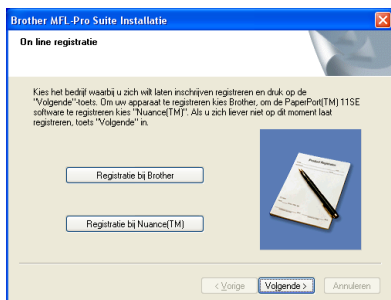 Brother MFL-Pro Suite Installatie
On line registratie
Kies het bedrijf waarbij u zich wilt laten inschrijven registreren en druk op de
"Volgende"-toets. Om uw apparaat te registreren kies Brother, om de PaperPort(TM) 11SE
software te registreren kies "Nuance(TM)". Als u zich liever niet op dit moment laat
registreren, toets "Volgende" in.
Registratie bij Brother
Registratie bij Nuance(TM)
< Vorige
Volgende >
Annuleren